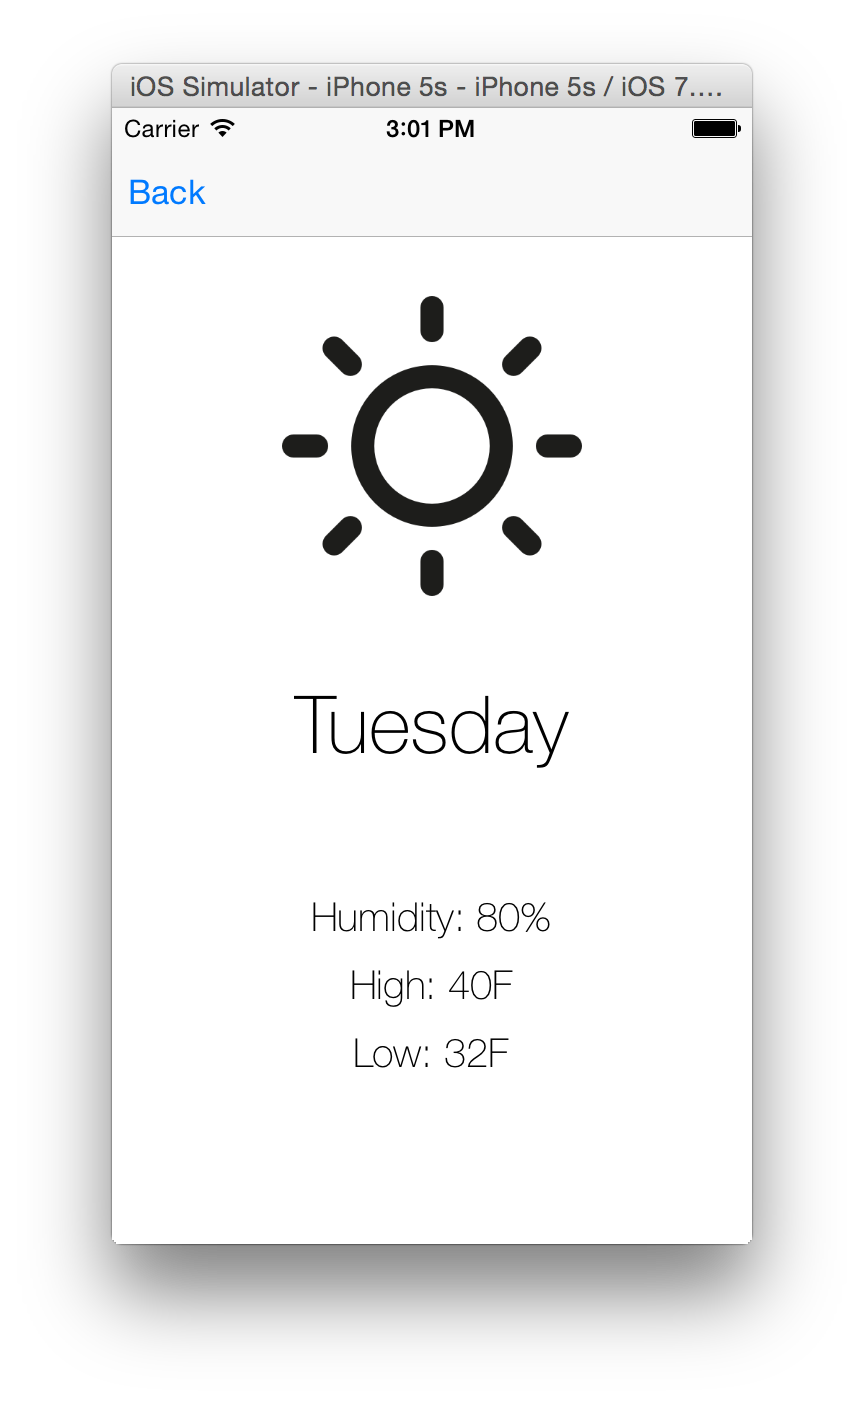 iOS Simulator - iPhone 5s - iPhone 5s / iOS 7....
Carrier 3:01 PM
Back
Tuesday
Humidity: 80%
High: 40F
Low: 32F